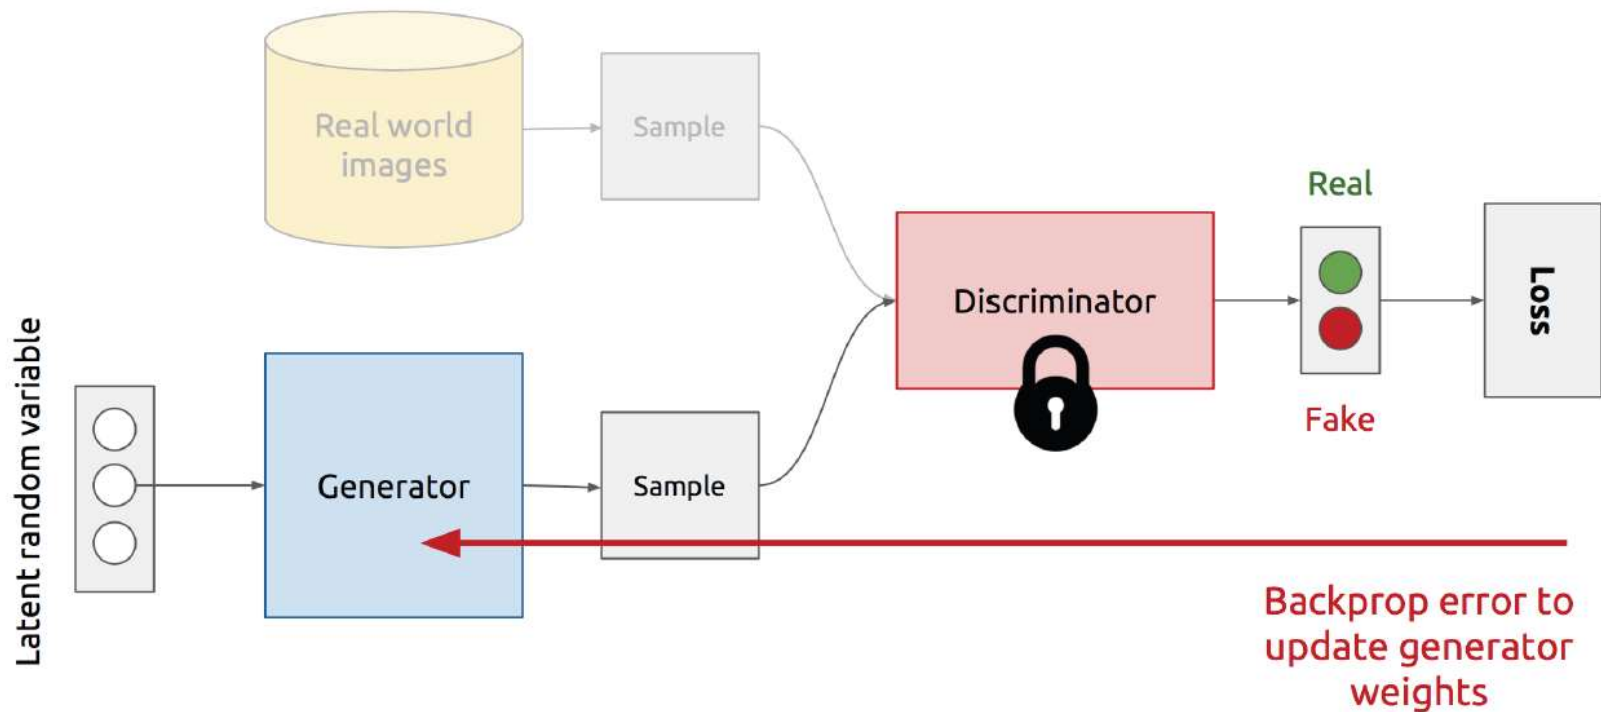 Real world
images
Sample
Real
Discriminator
Loss
Fake
Latent random variable
Generator
Sample
Backprop error to
update generator
weights